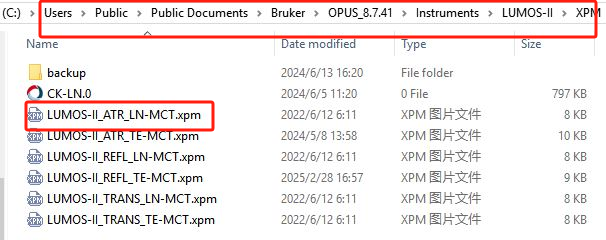 (C:) > Users > Public > Public Documents > Bruker > OPUS_8.7.41 > Instruments > LUMOS-II > XPM
Name Date modified Type Size
backup 2024/6/13 16:20 File folder
CK-LN.0 2024/6/5 11:20 0 File 797 KB
LUMOS-II_ATR_LN-MCT.xpm 2022/6/12 6:11 XPM 图片文件 8 KB
LUMOS-II_ATR_TE-MCT.xpm 2024/5/8 13:58 XPM 图片文件 10 KB
LUMOS-II_REFL_LN-MCT.xpm 2022/6/12 6:11 XPM 图片文件 8 KB
LUMOS-II_REFL_TE-MCT.xpm 2025/2/28 16:57 XPM 图片文件 9 KB
LUMOS-II_TRANS_LN-MCT.xpm 2022/6/12 6:11 XPM 图片文件 8 KB
LUMOS-II_TRANS_TE-MCT.xpm 2022/6/12 6:11 XPM 图片文件 8 KB